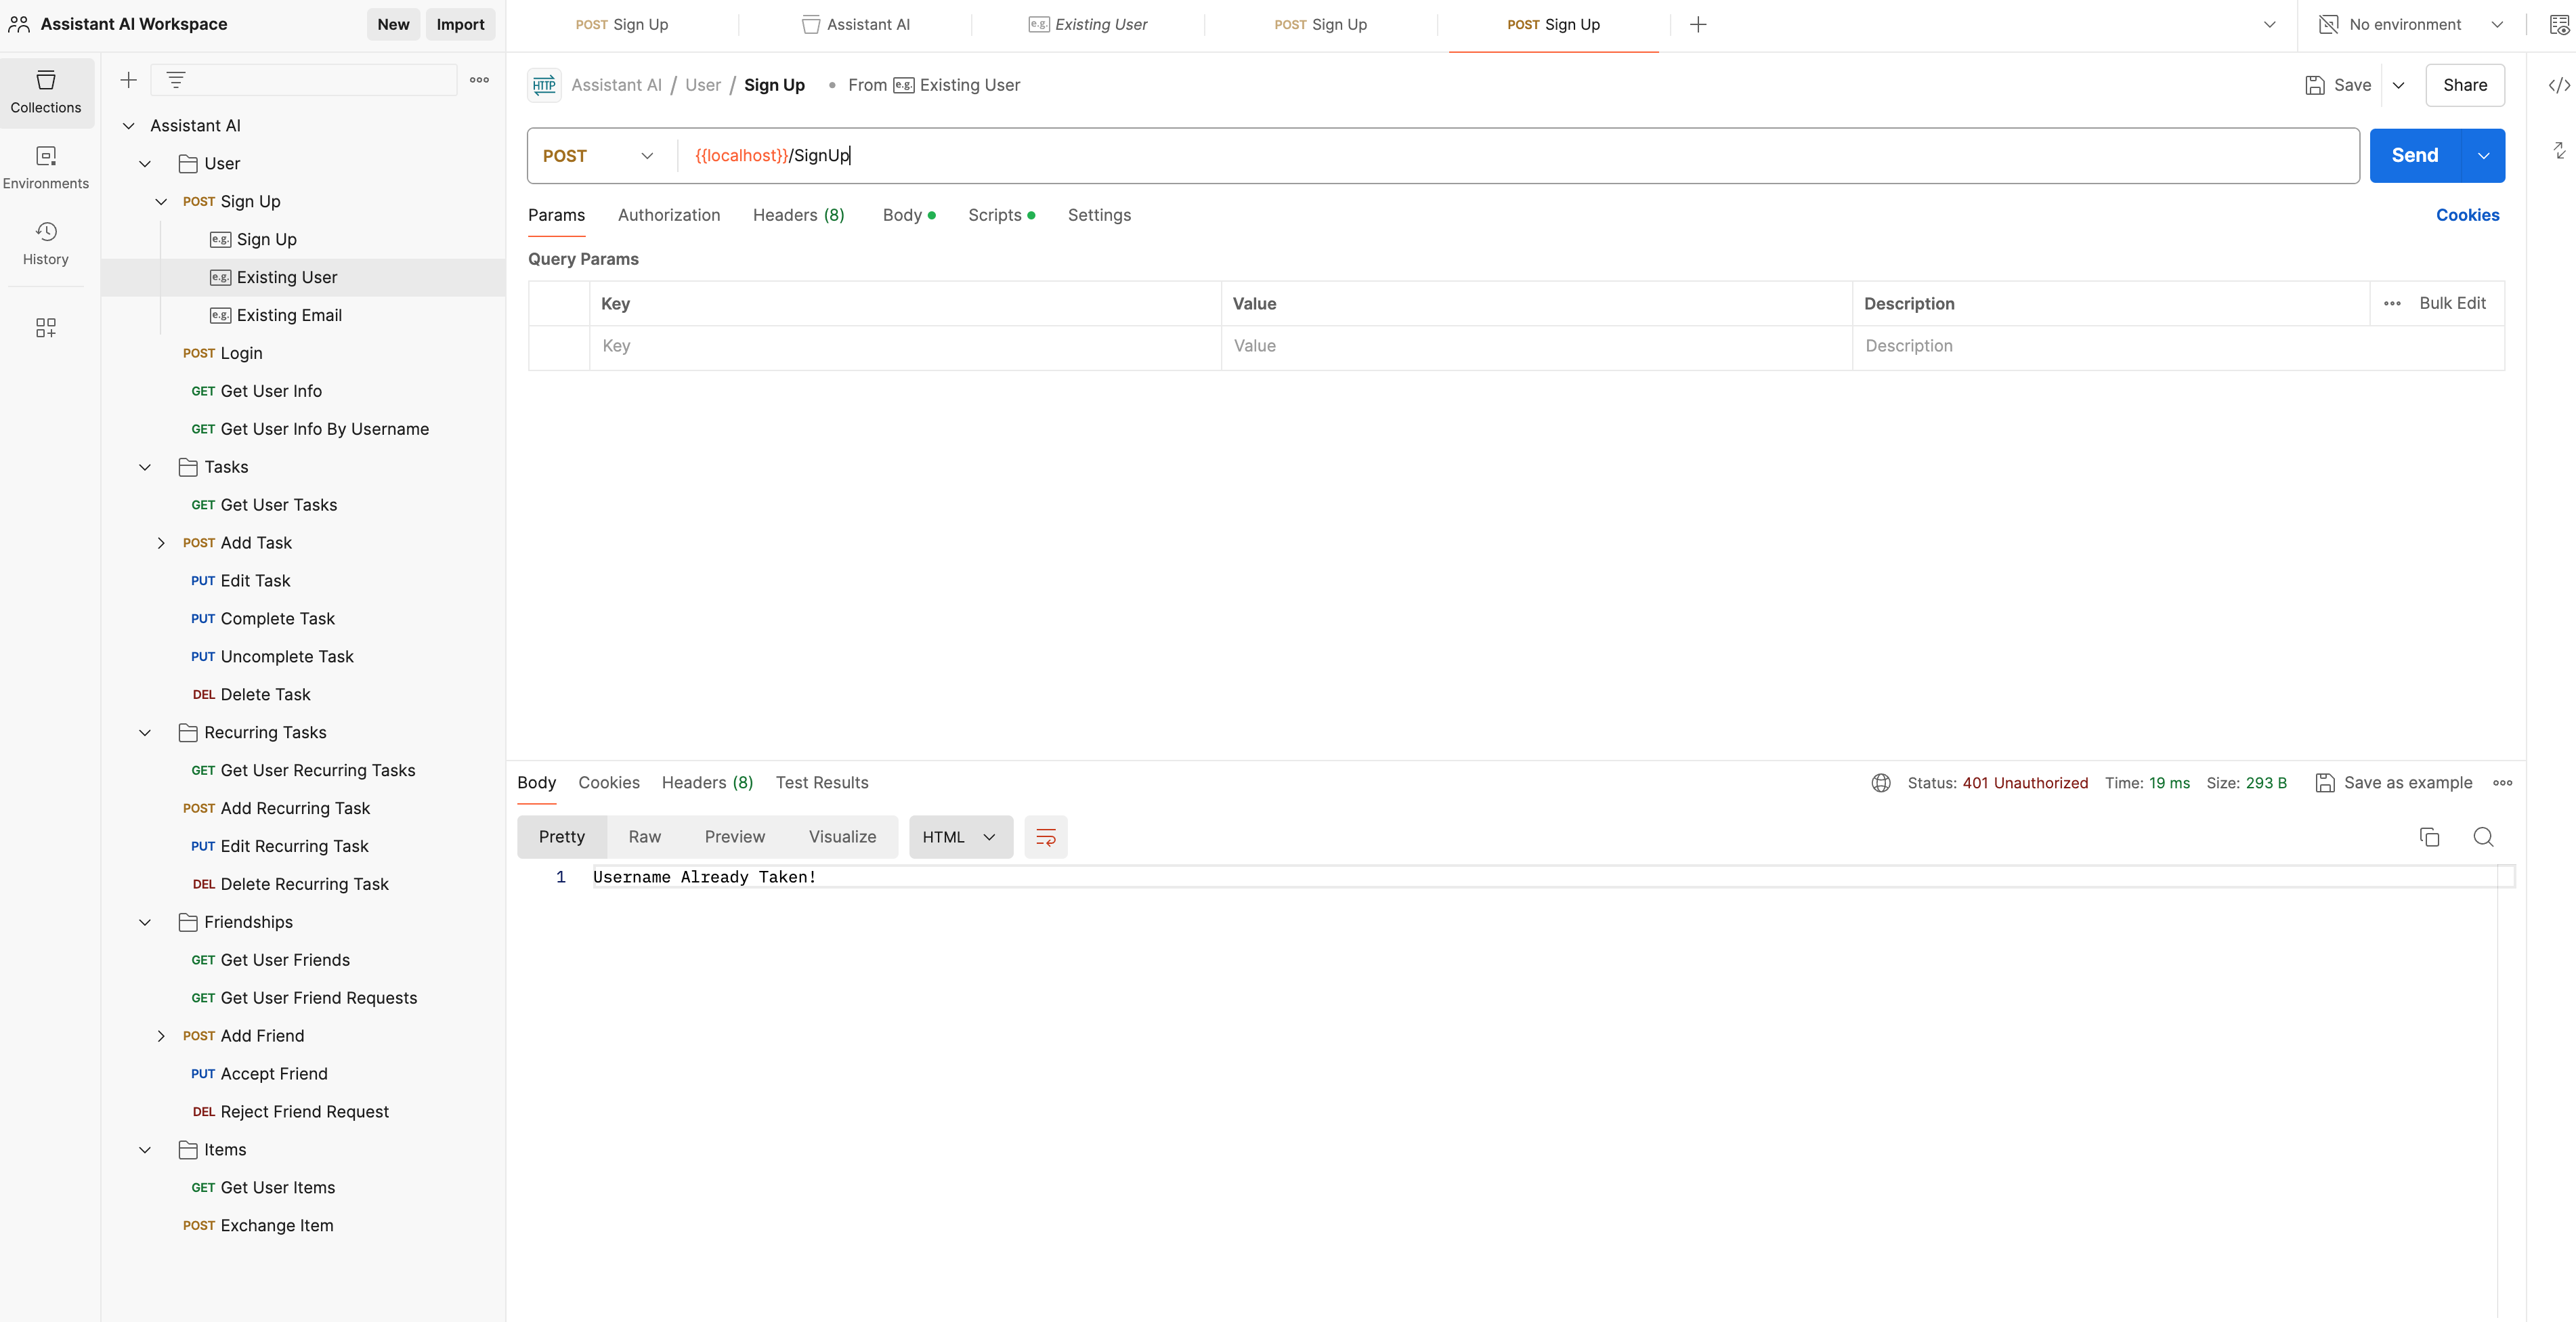 Assistant AI Workspace
New
Import
POST Sign Up
Assistant AI
e.g. Existing User
POST Sign Up
POST Sign Up
No environment
Collections
Environments
History
Assistant AI
User
POST Sign Up
e.g. Sign Up
e.g. Existing User
e.g. Existing Email
POST Login
GET Get User Info
GET Get User Info By Username
Tasks
GET Get User Tasks
POST Add Task
PUT Edit Task
PUT Complete Task
PUT Uncomplete Task
DEL Delete Task
Recurring Tasks
GET Get User Recurring Tasks
POST Add Recurring Task
PUT Edit Recurring Task
DEL Delete Recurring Task
Friendships
GET Get User Friends
GET Get User Friend Requests
POST Add Friend
PUT Accept Friend
DEL Reject Friend Request
Items
GET Get User Items
POST Exchange Item
HTTP Assistant AI / User / Sign Up • From e.g. Existing User
Save
Share
POST
{{localhost}}/SignUp
Send
Params Authorization Headers (8) Body Scripts Settings
Cookies
Query Params
Key Value Description ••• Bulk Edit
Key Value Description
Body Cookies Headers (8) Test Results
Status: 401 Unauthorized Time: 19 ms Size: 293 B
Save as example
Pretty Raw Preview Visualize HTML
1 Username Already Taken!